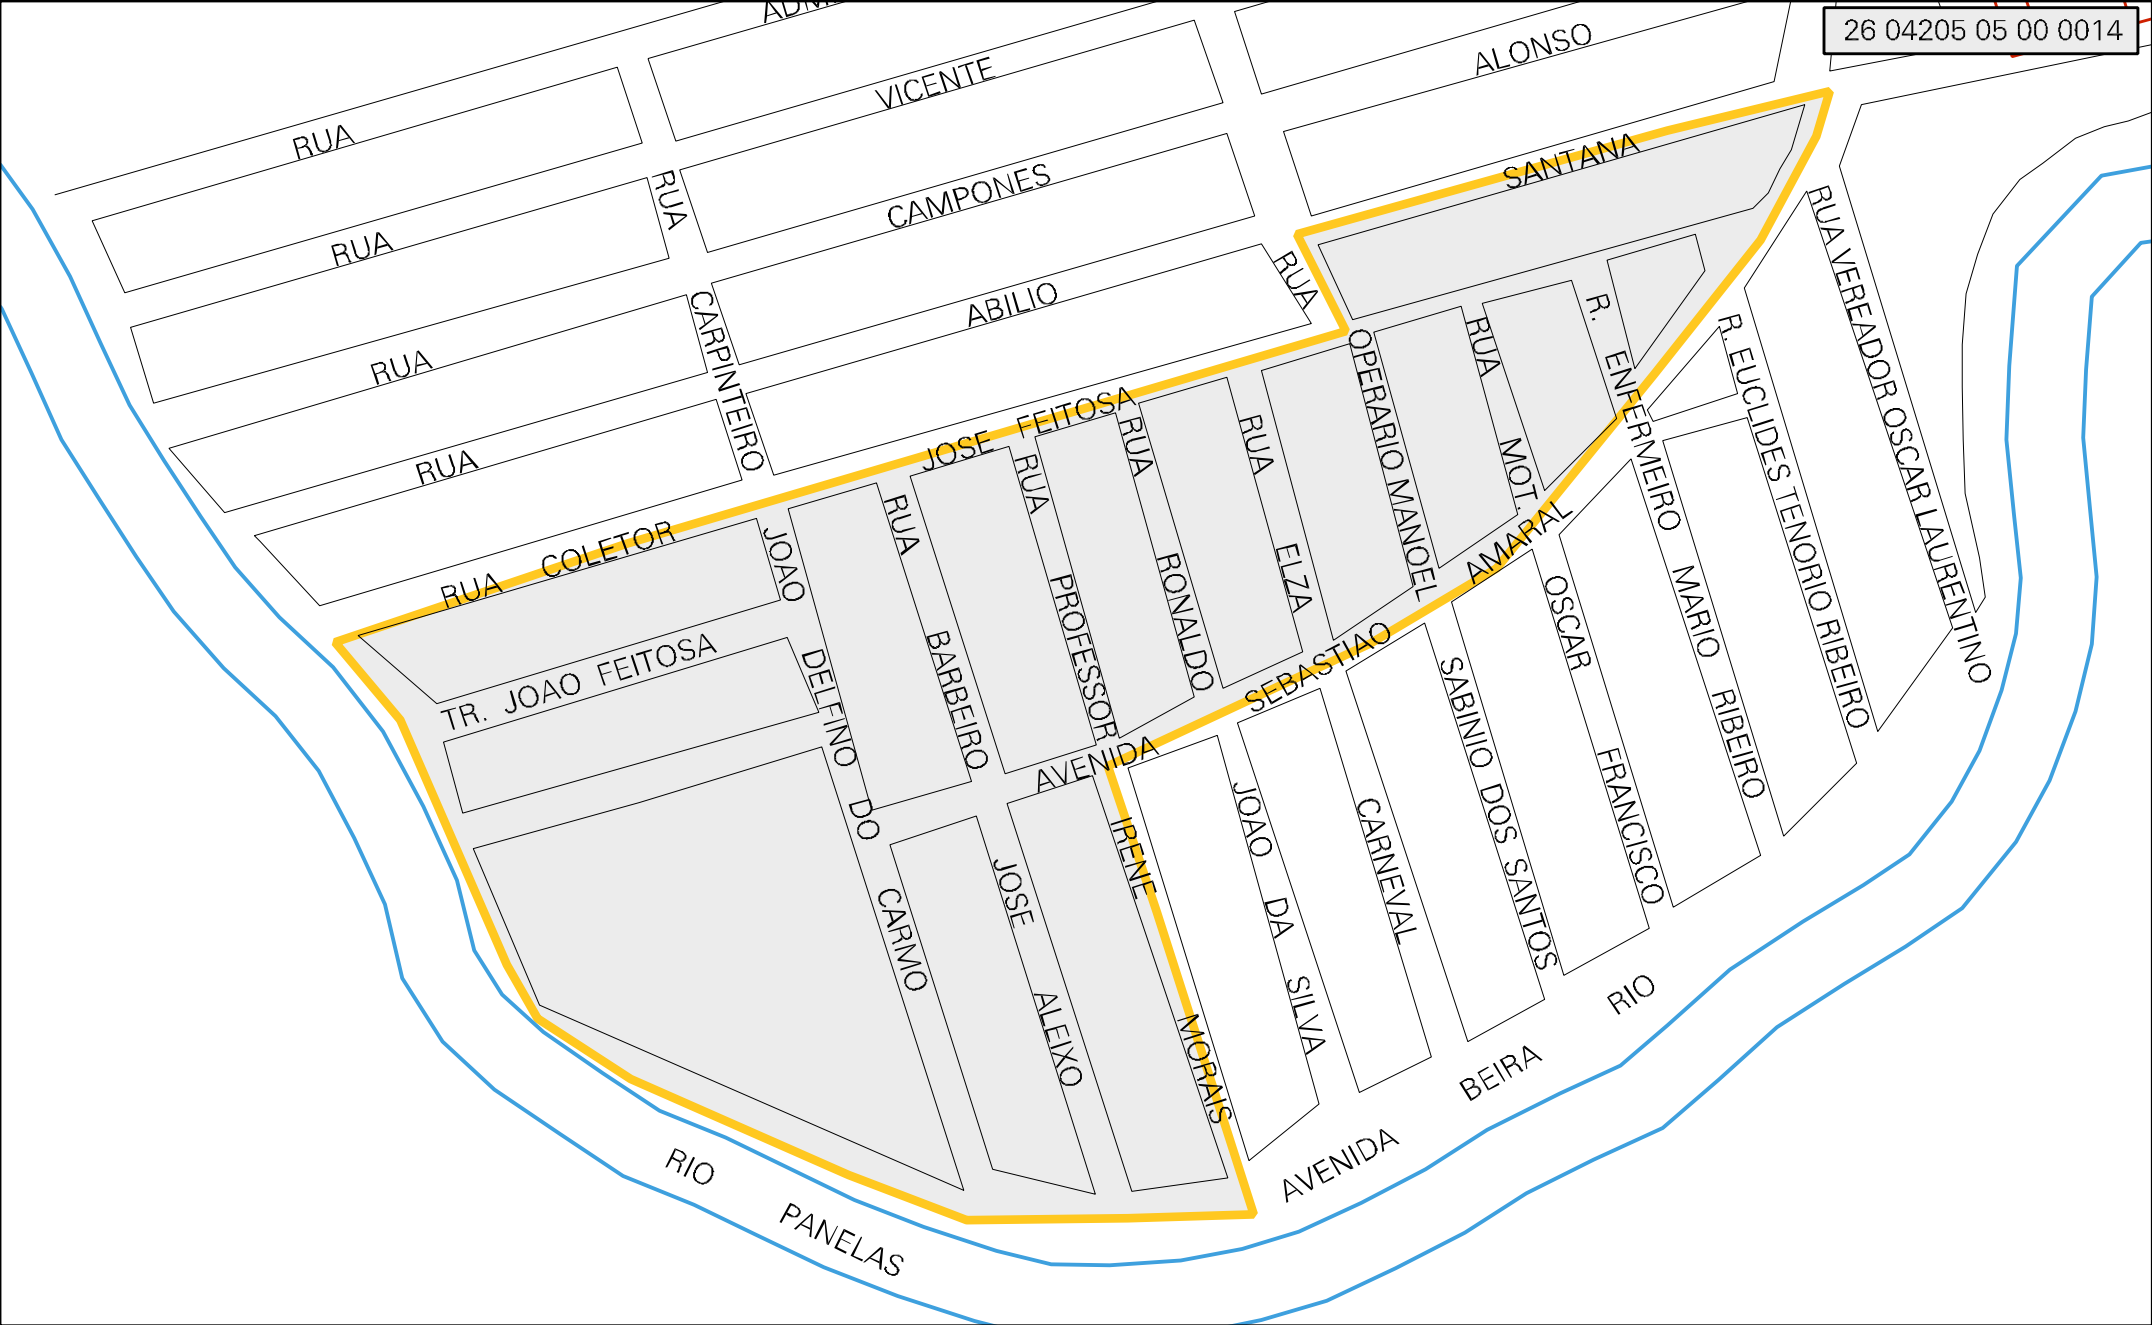 26 04205 05 00 0014
RUA VICENTE ALONSO
RUA CAMPONES SANTANA
RUA ABILIO
RUA
RUA COLETOR JOSE FEITOSA
RUA CARPINTEIRO
RUA OPERARIO MANOEL
RUA MOT. OSCAR FRANCISCO
R. ENFERMEIRO MARIO RIBEIRO
R. EUCLIDES TENORIO RIBEIRO
RUA VEREADOR OSCAR LAURENTINO
JOAO DELFINO DO CARMO
RUA BARBEIRO JOSE ALEIXO
RUA PROFESSOR IRENE MORAIS
RUA RONALDO JOAO DA SILVA
RUA ELZA CARNEVAL
SABINIO DOS SANTOS
TR. JOAO FEITOSA
AVENIDA SEBASTIAO AMARAL
AVENIDA BEIRA RIO
RIO PANELAS